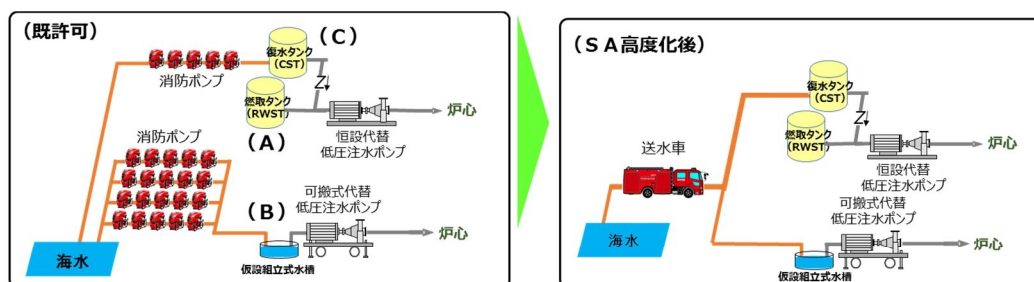 （既許可）
復水タンク
（CST）
（C）
消防ポンプ
Z
燃取タンク
（RWST）
炉心
（A）
恒設代替
低圧注水ポンプ
消防ポンプ
可搬式代替
低圧注水ポンプ
（B）
炉心
海水
仮設組立式水槽
（ＳＡ高度化後）
復水タンク
（CST）
Z
燃取タンク
（RWST）
炉心
送水車
恒設代替
低圧注水ポンプ
可搬式代替
低圧注水ポンプ
海水
炉心
仮設組立式水槽